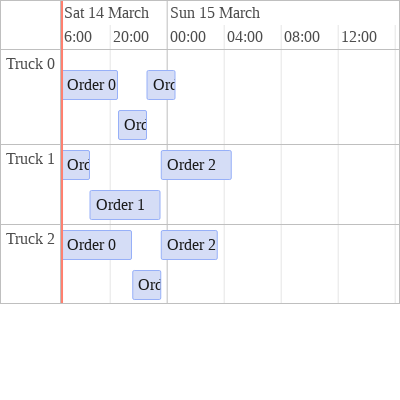 Sat 14 March
Sun 15 March
6:00
20:00
00:00
04:00
08:00
12:00
Truck 0
Order 0
Truck 1
Order 2
Order 1
Truck 2
Order 0
Order 2